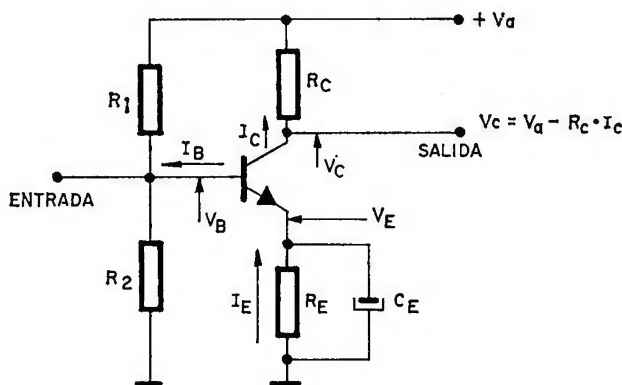 + Va
R1
RC
IC
Vc = Va − Rc · Ic
IB
VC
SALIDA
ENTRADA
VB
VE
R2
IE
RE
CE